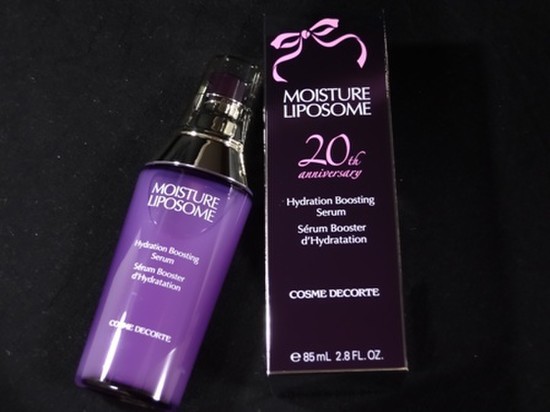 MOISTURE
LIPOSOME
Hydration Boosting
Serum
Sérum Booster
d'Hydratation
COSME DECORTE
MOISTURE
LIPOSOME
20th
anniversary
Hydration Boosting
Serum
Sérum Booster
d'Hydratation
COSME DECORTE
℮ 85 mL 2.8 FL. OZ.